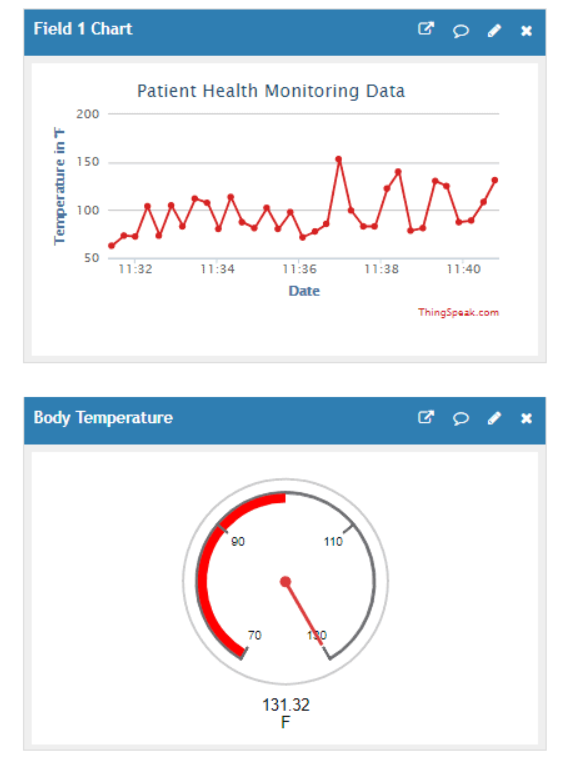 Field 1 Chart
Patient Health Monitoring Data
Temperature in °F
200
150
100
50
11:32 11:34 11:36 11:38 11:40
Date
ThingSpeak.com
Body Temperature
90 110
70 130
131.32
F